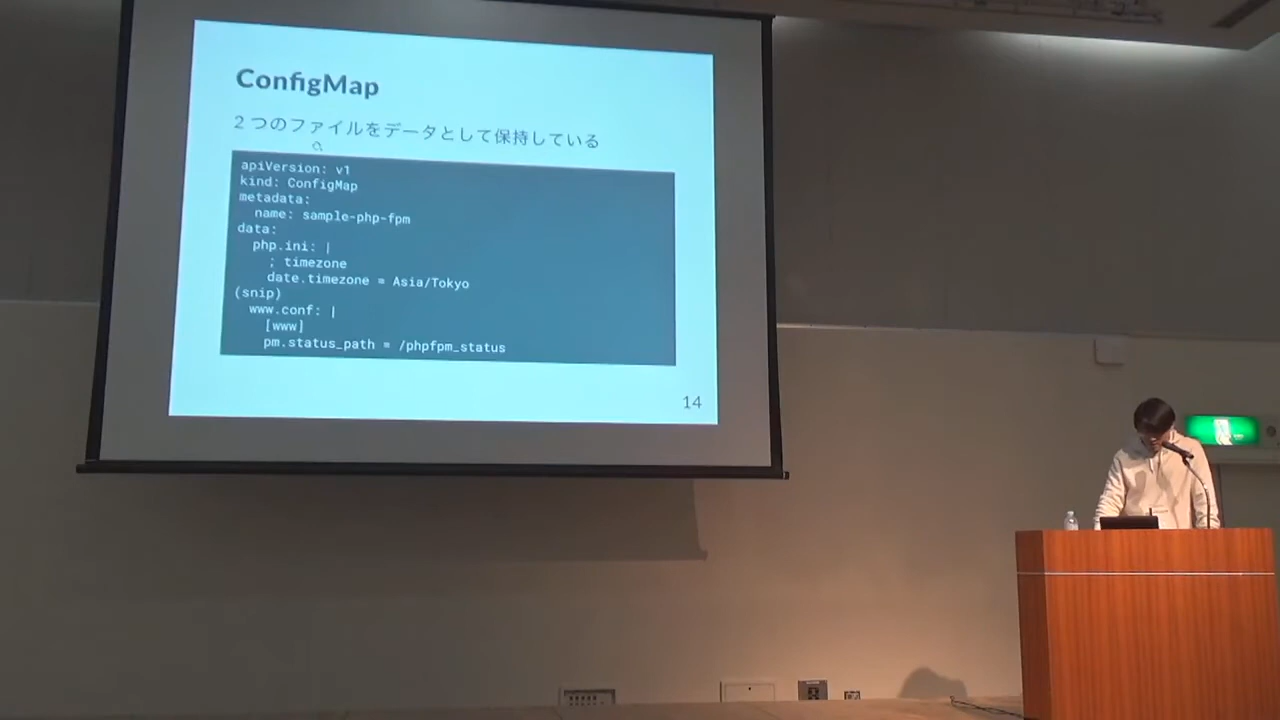 ConfigMap
2つのファイルをデータとして保持している
apiVersion: v1
kind: ConfigMap
metadata:
  name: sample-php-fpm
data:
  php.ini: |
    ; timezone
    date.timezone = Asia/Tokyo
(snip)
  www.conf: |
    [www]
    pm.status_path = /phpfpm_status
14